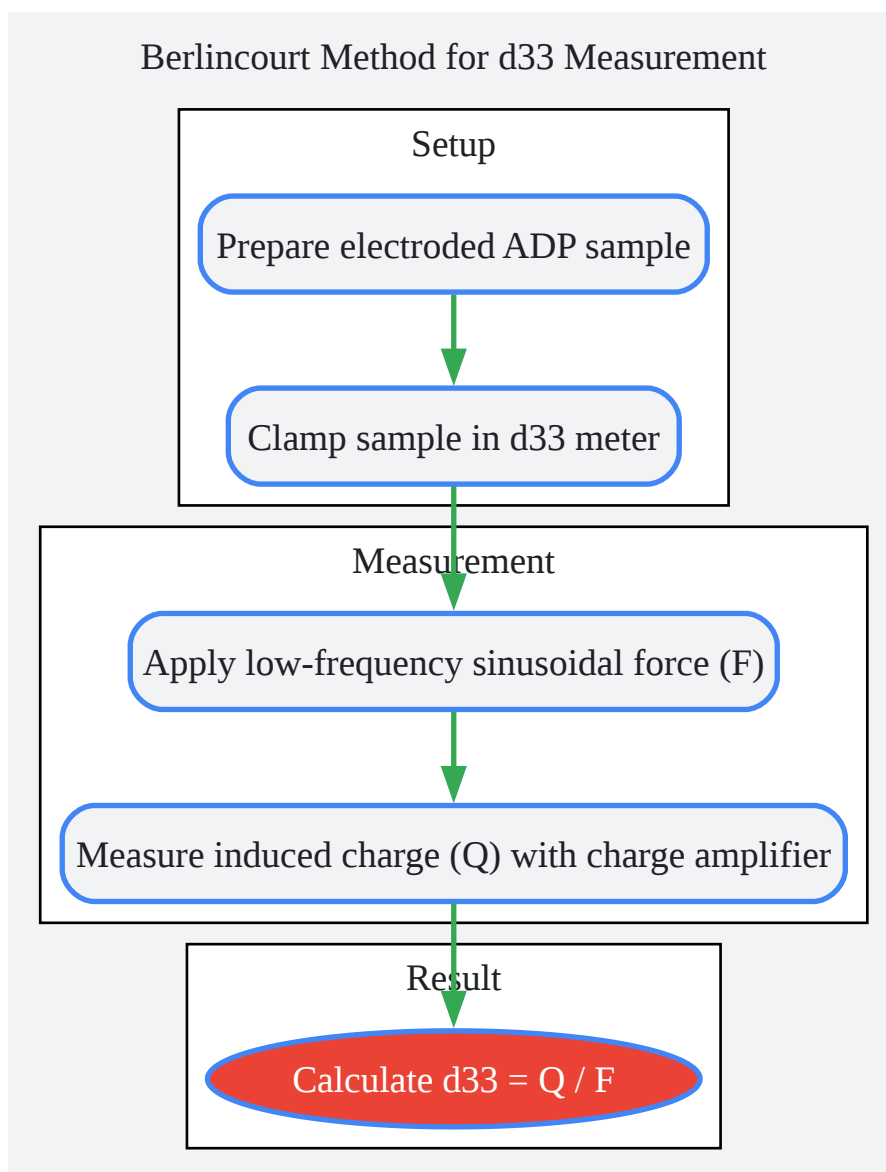 Berlincourt Method for d33 Measurement
Setup
Prepare electroded ADP sample
Clamp sample in d33 meter
Measurement
Apply low-frequency sinusoidal force (F)
Measure induced charge (Q) with charge amplifier
Result
Calculate d33 = Q / F